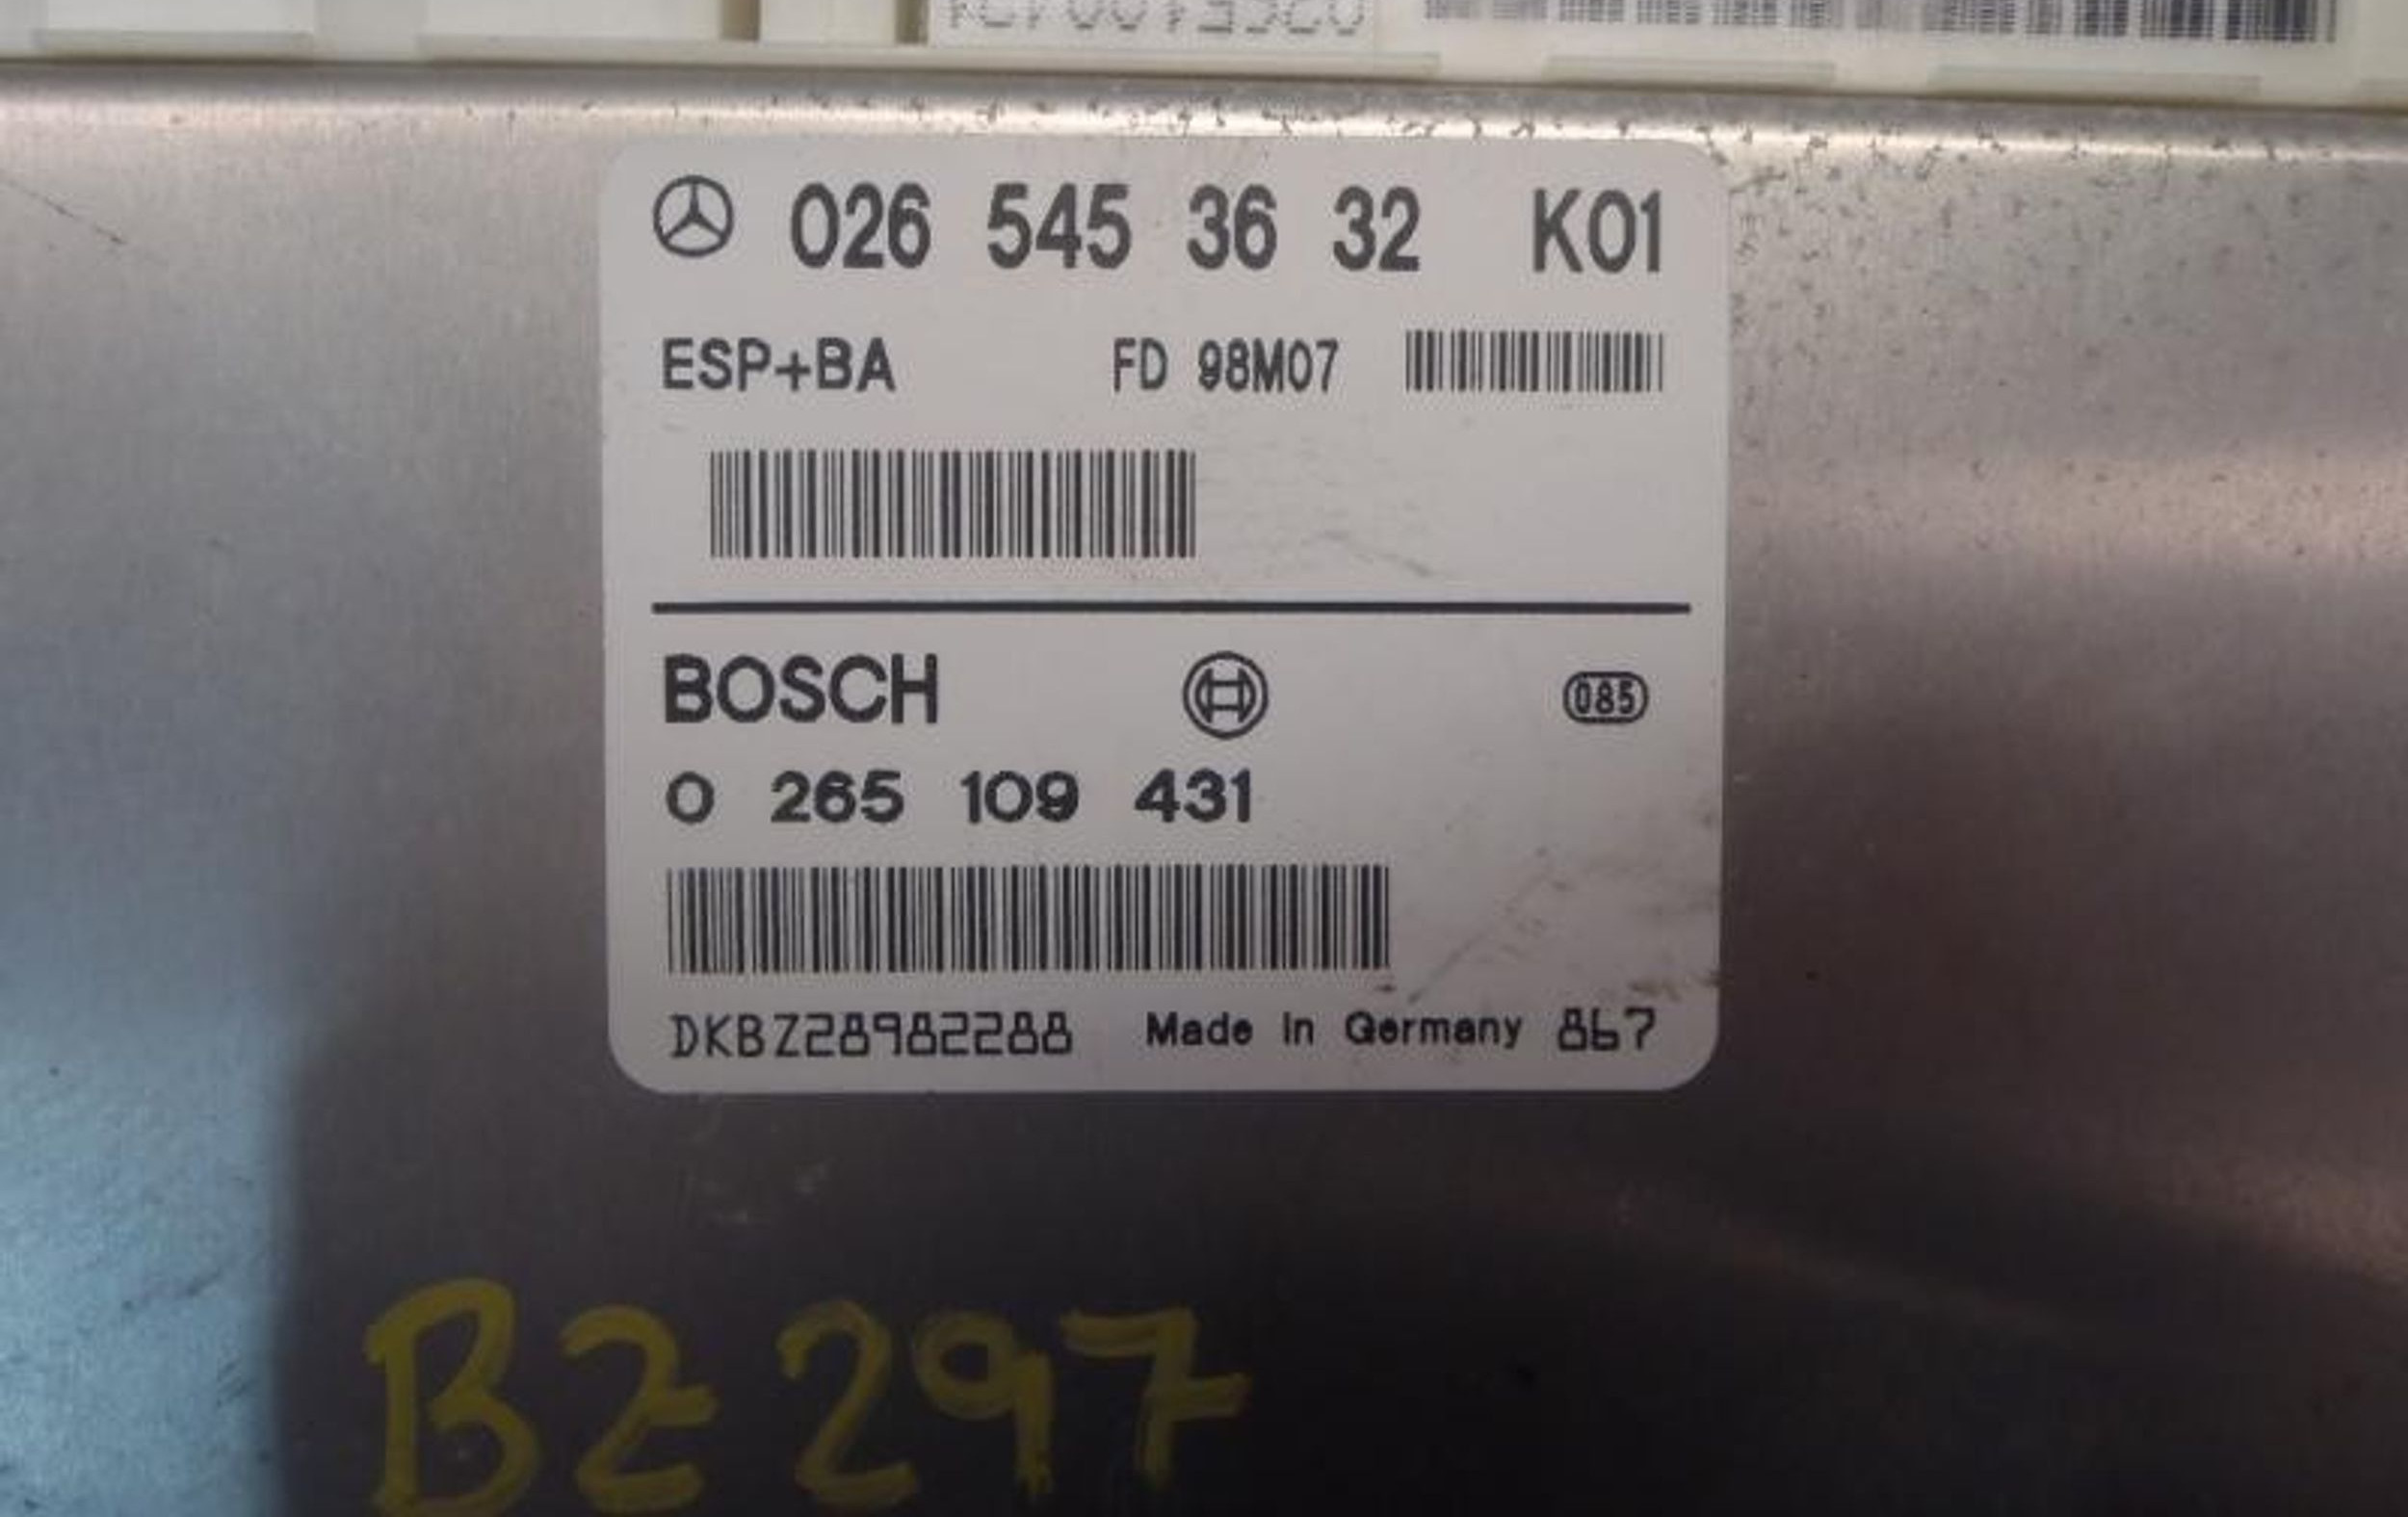 026 545 36 32 K01
ESP+BA FD 98M07
BOSCH 085
0 265 109 431
DKBZ28982288 Made in Germany 867
BZ297